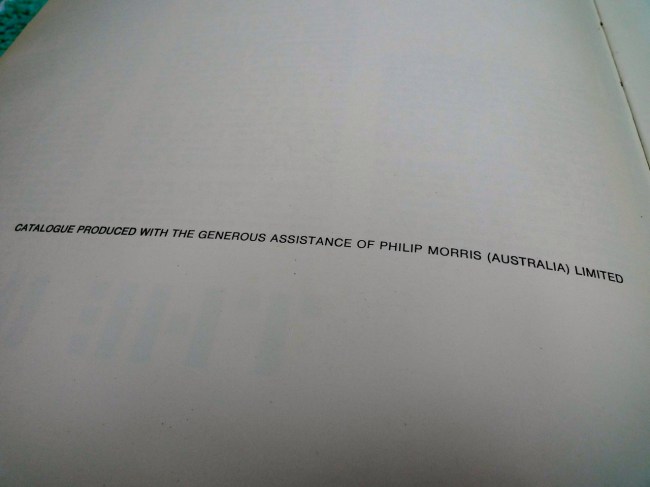 CATALOGUE PRODUCED WITH THE GENEROUS ASSISTANCE OF PHILIP MORRIS (AUSTRALIA) LIMITED